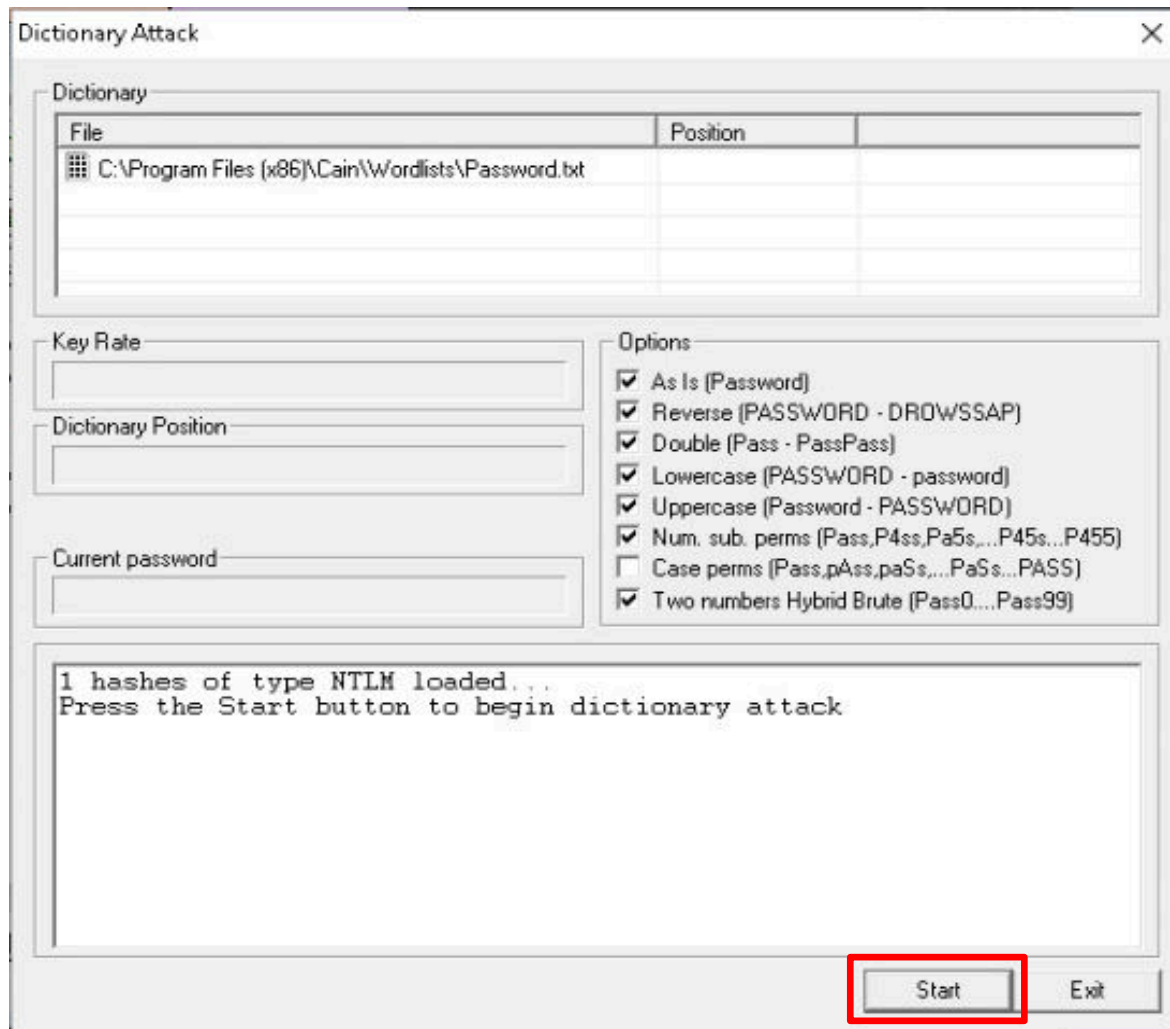 Dictionary Attack
Dictionary
File Position
C:\Program Files (x86)\Cain\Wordlists\Password.txt
Key Rate
Dictionary Position
Current password
Options
As Is (Password)
Reverse (PASSWORD - DROWSSAP)
Double (Pass - PassPass)
Lowercase (PASSWORD - password)
Uppercase (Password - PASSWORD)
Num. sub. perms (Pass,P4ss,Pa5s,...P45s...P455)
Case perms (Pass,pAss,paSs,...PaSs...PASS)
Two numbers Hybrid Brute (Pass0....Pass99)
1 hashes of type NTLM loaded...
Press the Start button to begin dictionary attack
Start Exit